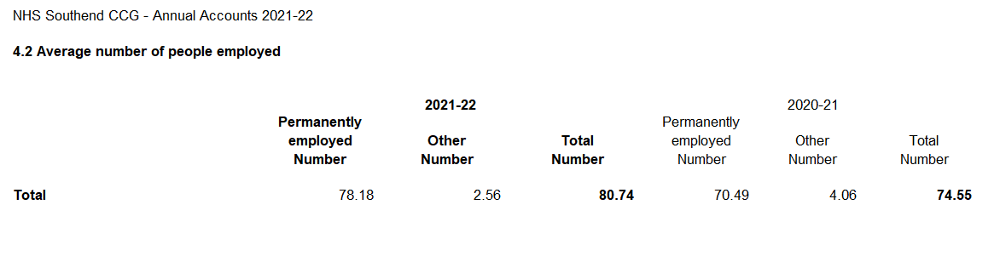 NHS Southend CCG - Annual Accounts 2021-22
4.2 Average number of people employed
2021-22 2020-21
Permanently Permanently
employed Other Total employed Other Total
Number Number Number Number Number Number
Total 78.18 2.56 80.74 70.49 4.06 74.55